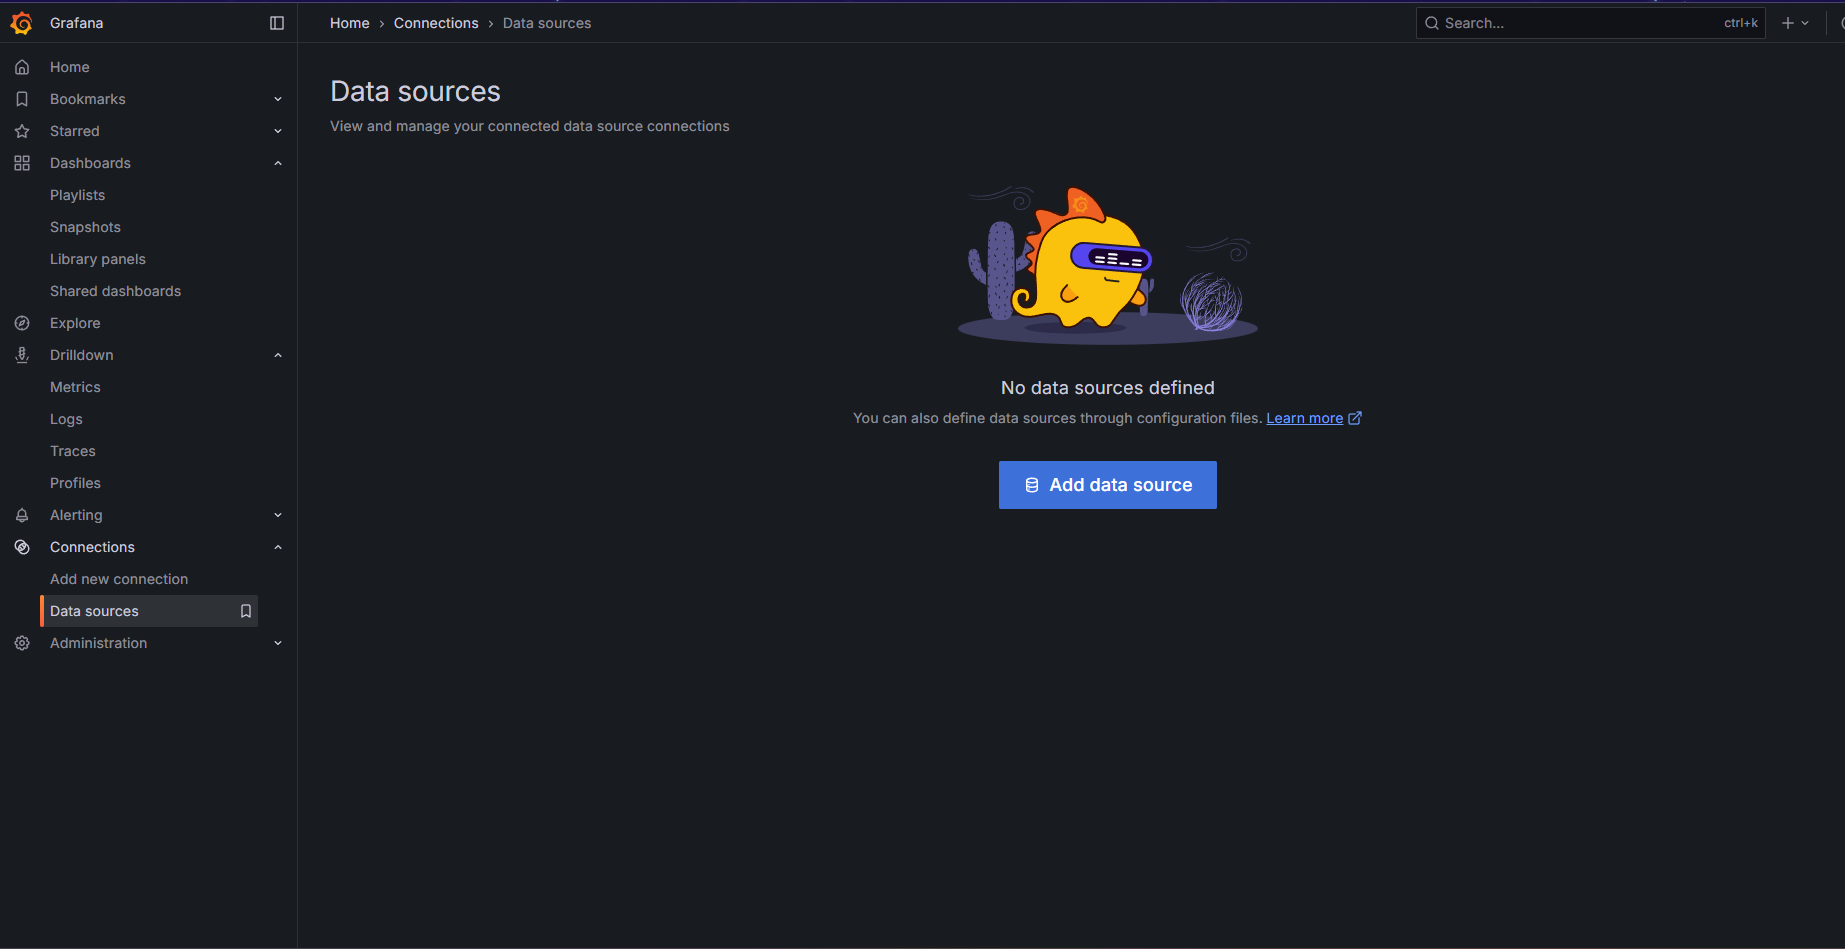 Grafana
Home › Connections › Data sources
Search...
ctrl+k
Home
Bookmarks
Starred
Dashboards
Playlists
Snapshots
Library panels
Shared dashboards
Explore
Drilldown
Metrics
Logs
Traces
Profiles
Alerting
Connections
Add new connection
Data sources
Administration
Data sources
View and manage your connected data source connections
No data sources defined
You can also define data sources through configuration files. Learn more
Add data source